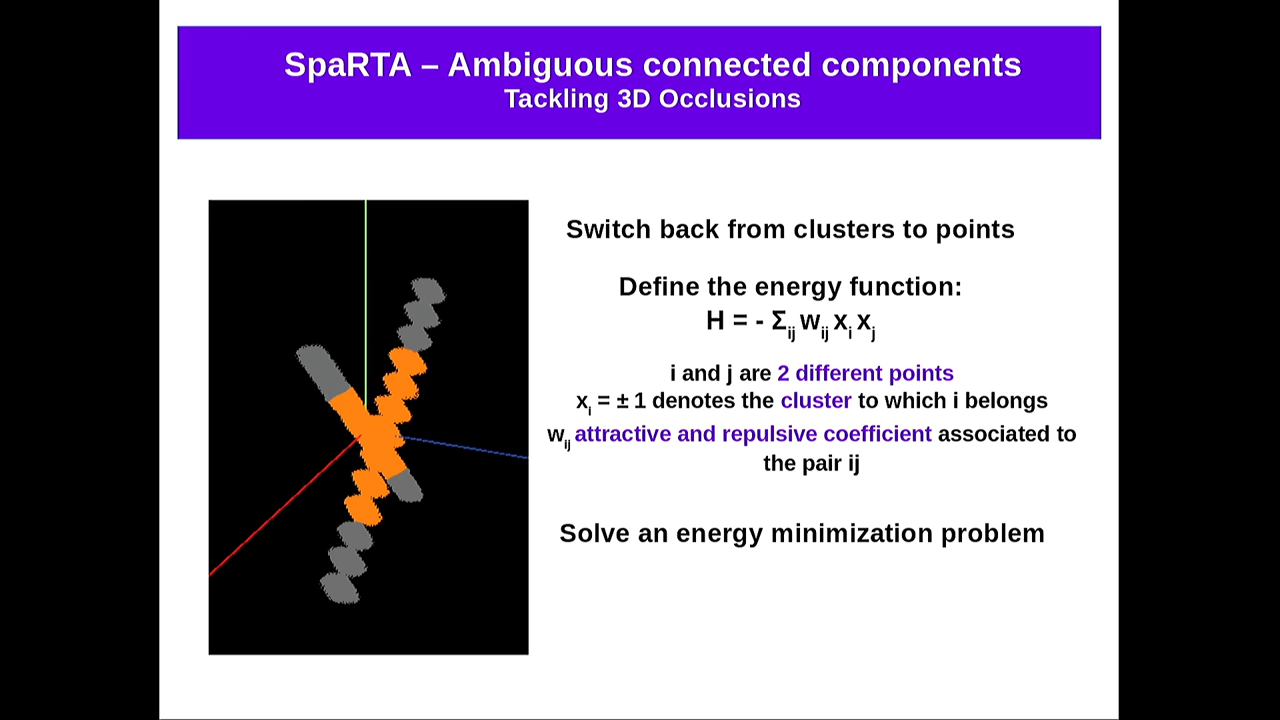 SpaRTA – Ambiguous connected components
Tackling 3D Occlusions
Switch back from clusters to points
Define the energy function:
H = - Σij wij xi xj
i and j are 2 different points
xi = ± 1 denotes the cluster to which i belongs
wij attractive and repulsive coefficient associated to
the pair ij
Solve an energy minimization problem